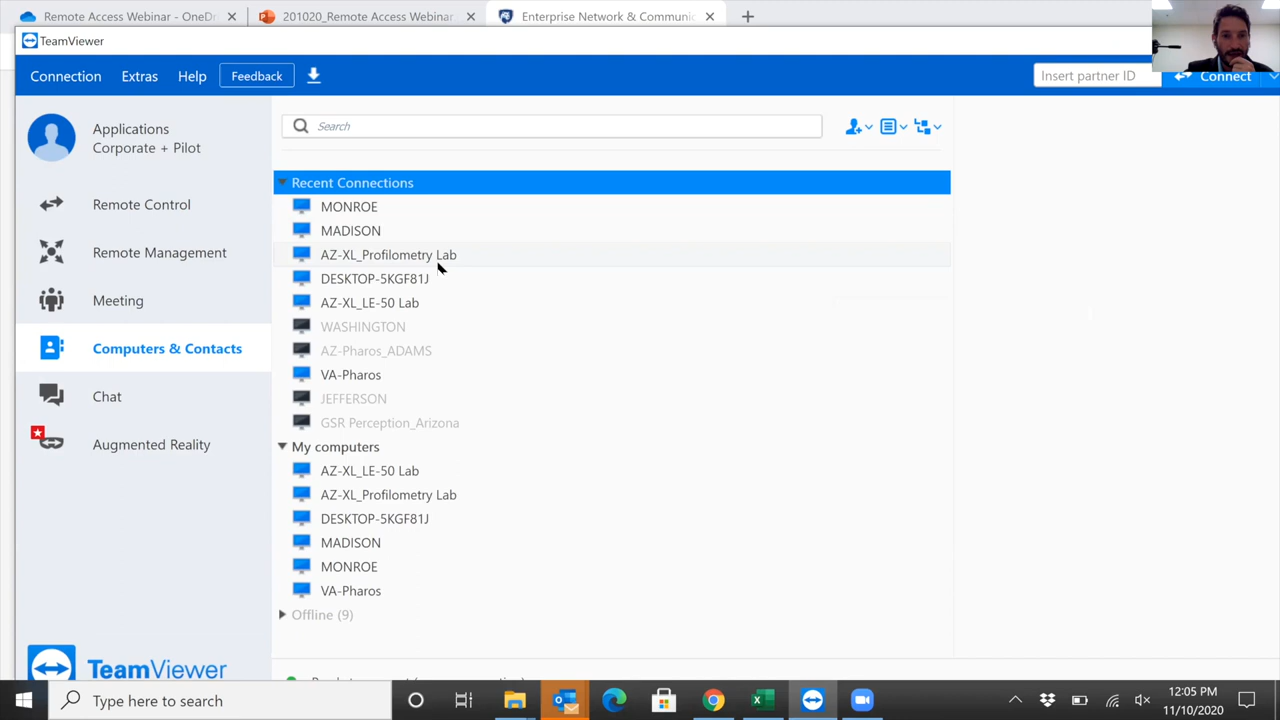 Remote Access Webinar - OneDri
201020_Remote Access Webinar
Enterprise Network & Communic
TeamViewer
Connection Extras Help Feedback
Insert partner ID
Connect
Applications
Corporate + Pilot
Remote Control
Remote Management
Meeting
Computers & Contacts
Chat
Augmented Reality
TeamViewer
Search
Recent Connections
MONROE
MADISON
AZ-XL_Profilometry Lab
DESKTOP-5KGF81J
AZ-XL_LE-50 Lab
WASHINGTON
AZ-Pharos_ADAMS
VA-Pharos
JEFFERSON
GSR Perception_Arizona
My computers
AZ-XL_LE-50 Lab
AZ-XL_Profilometry Lab
DESKTOP-5KGF81J
MADISON
MONROE
VA-Pharos
Offline (9)
Type here to search
12:05 PM
11/10/2020